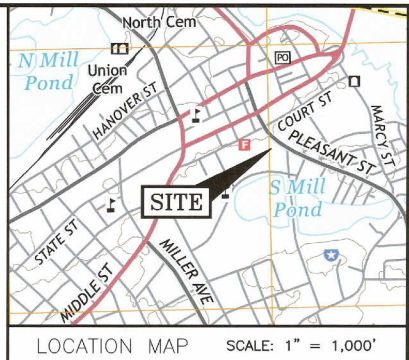 North Cem
N Mill
Pond
Union
Cem
PO
HANOVER ST
COURT ST
MARCY ST
PLEASANT ST
F
SITE
S Mill
Pond
STATE ST
MIDDLE ST
MILLER AVE
LOCATION MAP SCALE: 1" = 1,000'